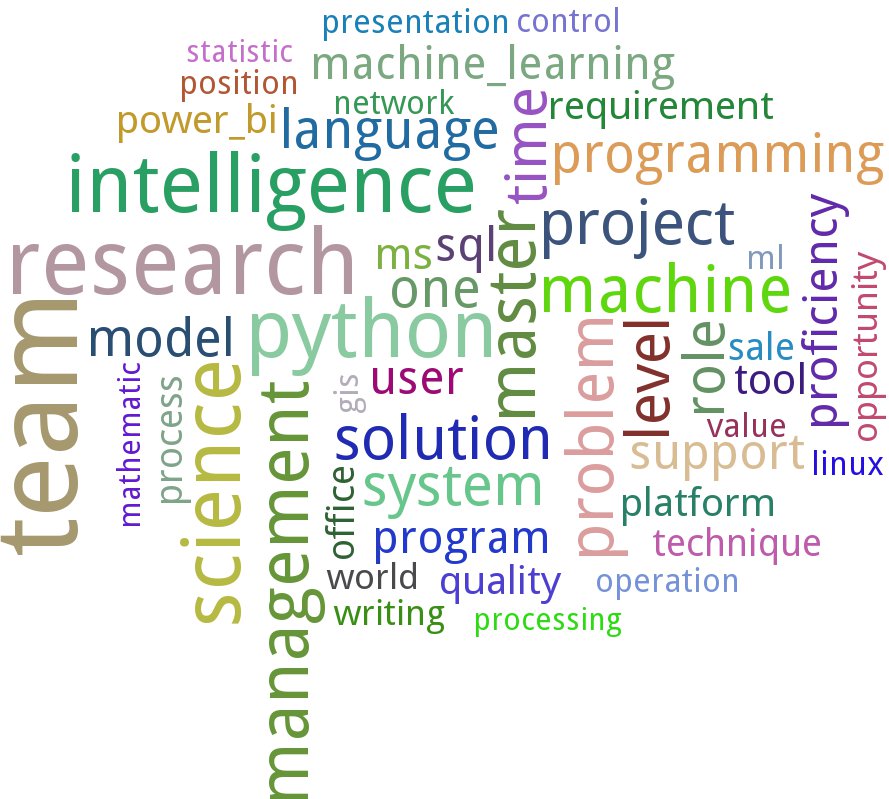 presentation control
statistic
machine_learning
position
network
requirement
power_bi
language
time
programming
intelligence
project
proficiency
research
ms
sql
master
ml
opportunity
one
machine
team
model
python
problem
level
role
sale
mathematic
process
science
gis
user
tool
management
solution
value
support
linux
office
system
platform
program
technique
world
quality
operation
writing
processing